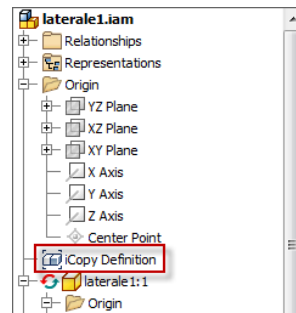 laterale1.iam
Relationships
Representations
Origin
YZ Plane
XZ Plane
XY Plane
X Axis
Y Axis
Z Axis
Center Point
iCopy Definition
laterale1:1
Origin